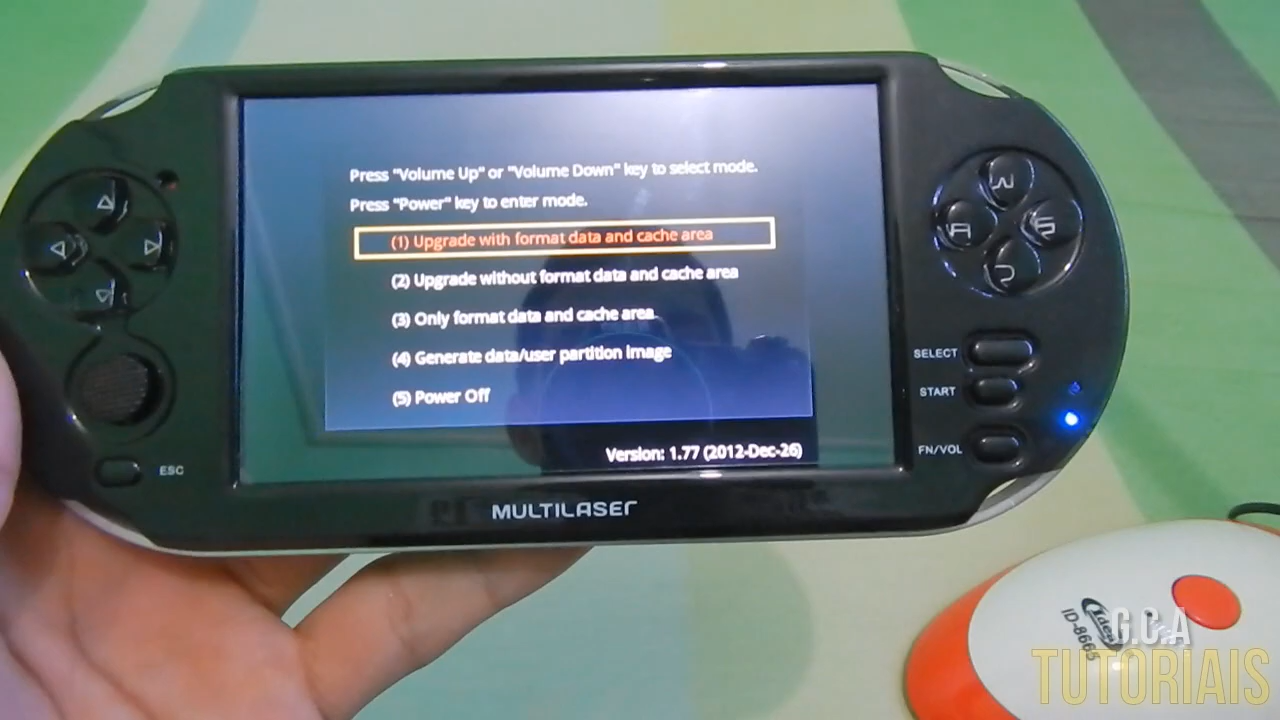 Press "Volume Up" or "Volume Down" key to select mode.
Press "Power" key to enter mode.
(1) Upgrade with format data and cache area
(2) Upgrade without format data and cache area
(3) Only format data and cache area
(4) Generate data/user partition image
(5) Power Off
Version: 1.77 (2012-Dec-26)
ESC
SELECT
START
FN/VOL
MULTILASER
ID-8665
G.C.A
TUTORIAIS